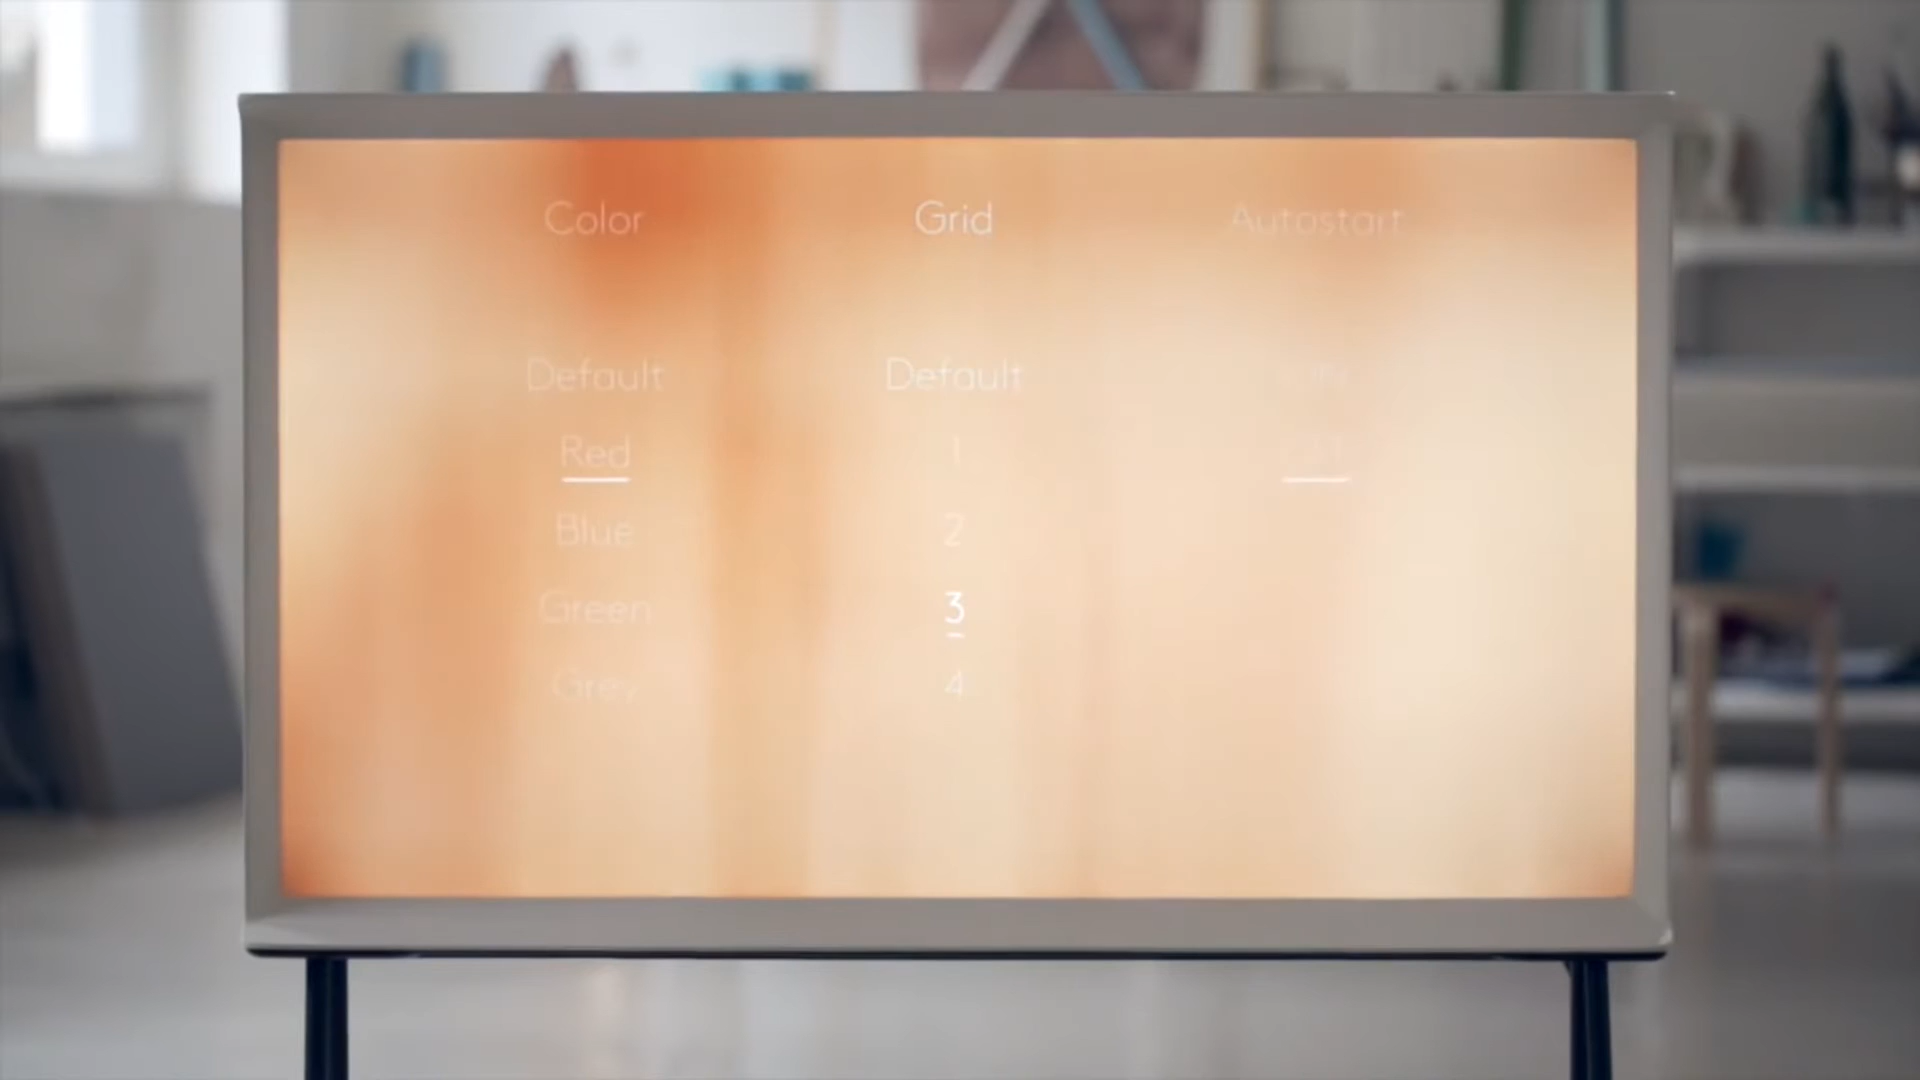 Color
Grid
Autostart
Default
Red
Blue
Green
Grey
Default
1
2
3
4